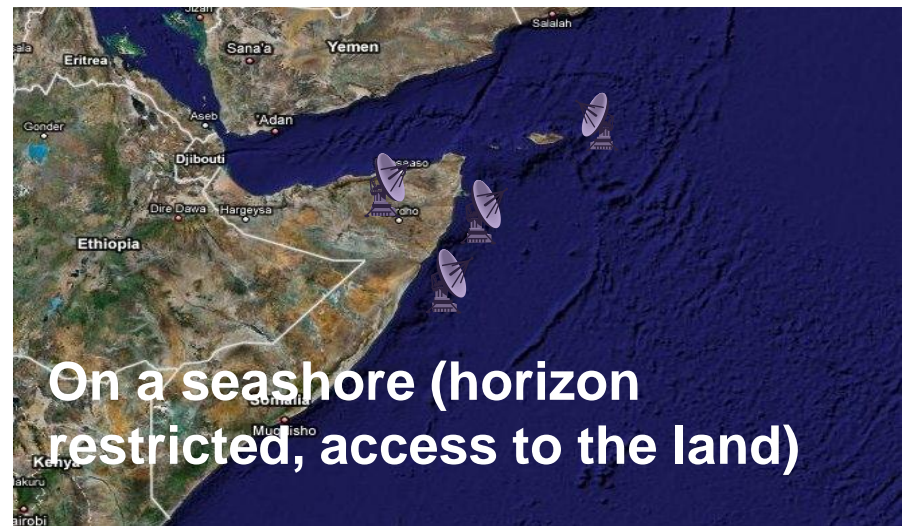 Jizan
Salalah
Sana'a
Yemen
Eritrea
Aseb
'Adan
Gonder
Djibouti
Dire Dawa
Hargeysa
Ethiopia
On a seashore (horizon
Somalia
restricted, access to the land)
Kenya